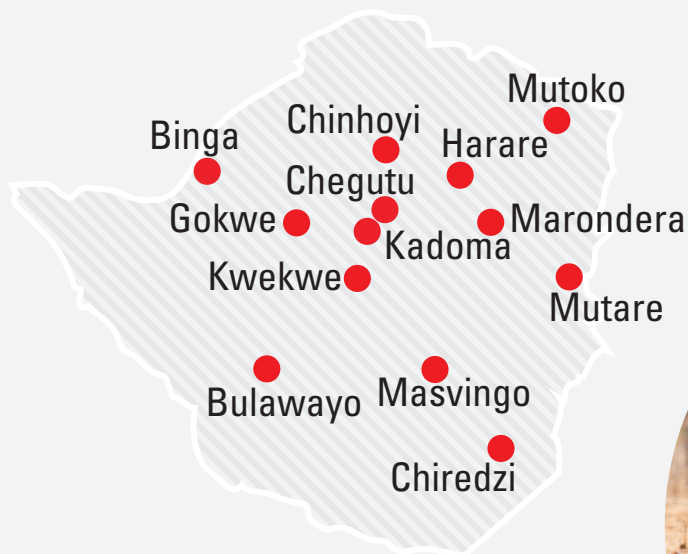 Mutoko
Chinhoyi
Binga
Harare
Chegutu
Gokwe
Marondera
Kadoma
Kwekwe
Mutare
Masvingo
Bulawayo
Chiredzi